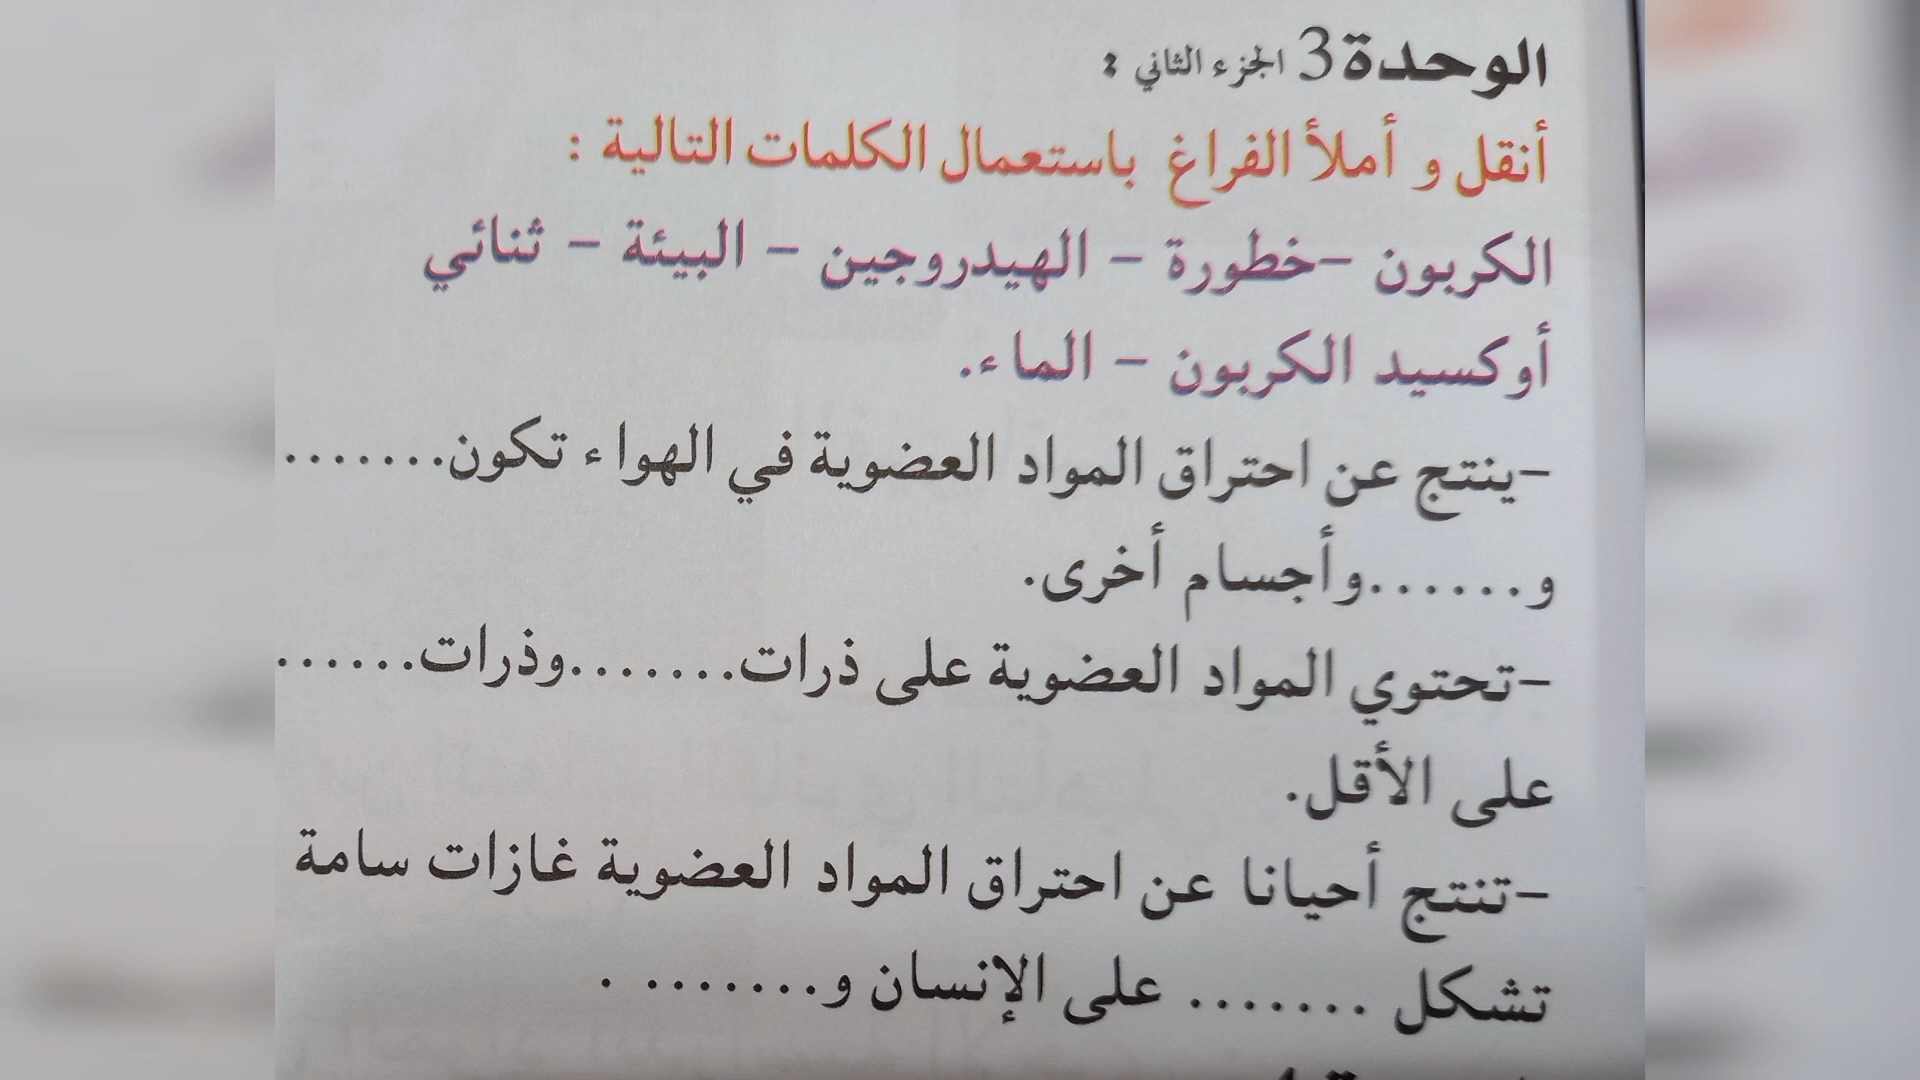 الوحدة 3 الجزء الثاني :
أنقل و أملأ الفراغ باستعمال الكلمات التالية :
الكربون -خطورة - الهيدروجين - البيئة - ثنائي
أوكسيد الكربون - الماء.
-ينتج عن احتراق المواد العضوية في الهواء تكون.......
و......وأجسام أخرى.
-تحتوي المواد العضوية على ذرات.......وذرات......
على الأقل.
-تنتج أحيانا عن احتراق المواد العضوية غازات سامة
تشكل ....... على الإنسان و....... .